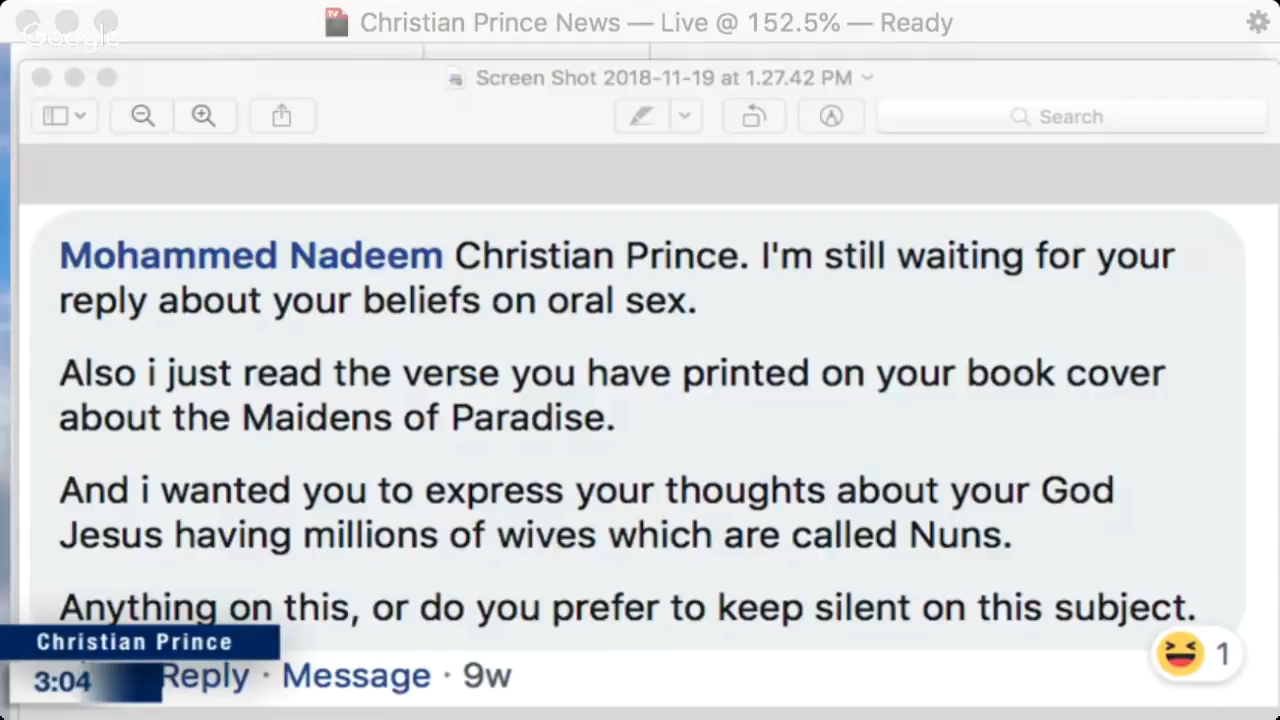 Google
Christian Prince News — Live @ 152.5% — Ready
Screen Shot 2018-11-19 at 1.27.42 PM
Search
Mohammed Nadeem Christian Prince. I'm still waiting for your
reply about your beliefs on oral sex.
Also i just read the verse you have printed on your book cover
about the Maidens of Paradise.
And i wanted you to express your thoughts about your God
Jesus having millions of wives which are called Nuns.
Anything on this, or do you prefer to keep silent on this subject.
Christian Prince
1
3:04
Reply · Message · 9w